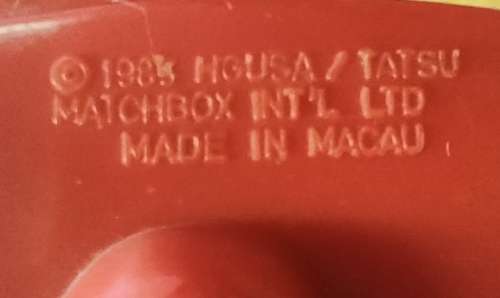 © 1985 HGUSA / TATSU
MATCHBOX INT'L LTD
MADE IN MACAU